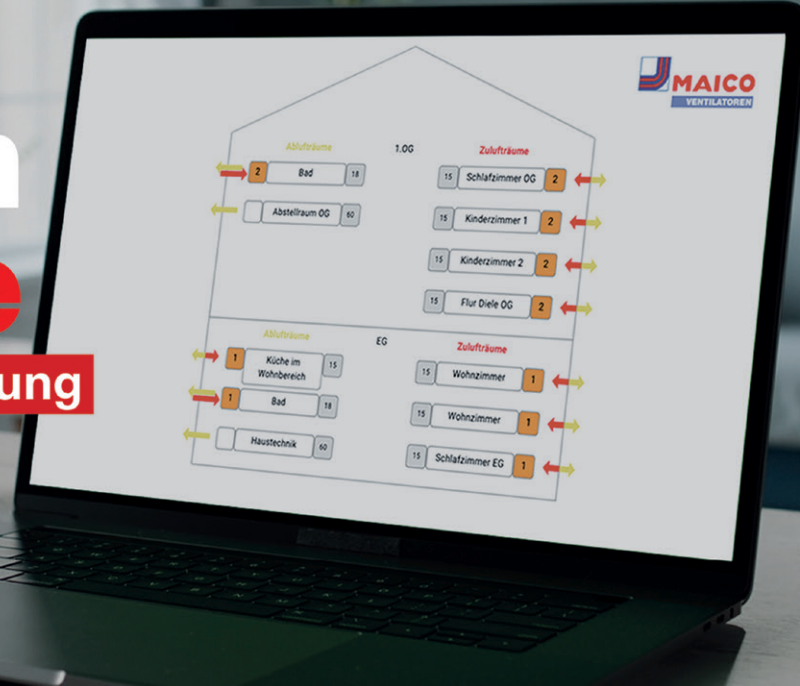 n
e
ung
MAICO
VENTILATOREN
Ablufträume
1.OG
Zulufträume
2 Bad 18
15 Schlafzimmer OG 2
Abstellraum OG 60
15 Kinderzimmer 1 2
15 Kinderzimmer 2 2
15 Flur Diele OG 2
Ablufträume
EG
Zulufträume
1 Küche im
Wohnbereich 15
15 Wohnzimmer 1
1 Bad 18
15 Wohnzimmer 1
Haustechnik 60
15 Schlafzimmer EG 1